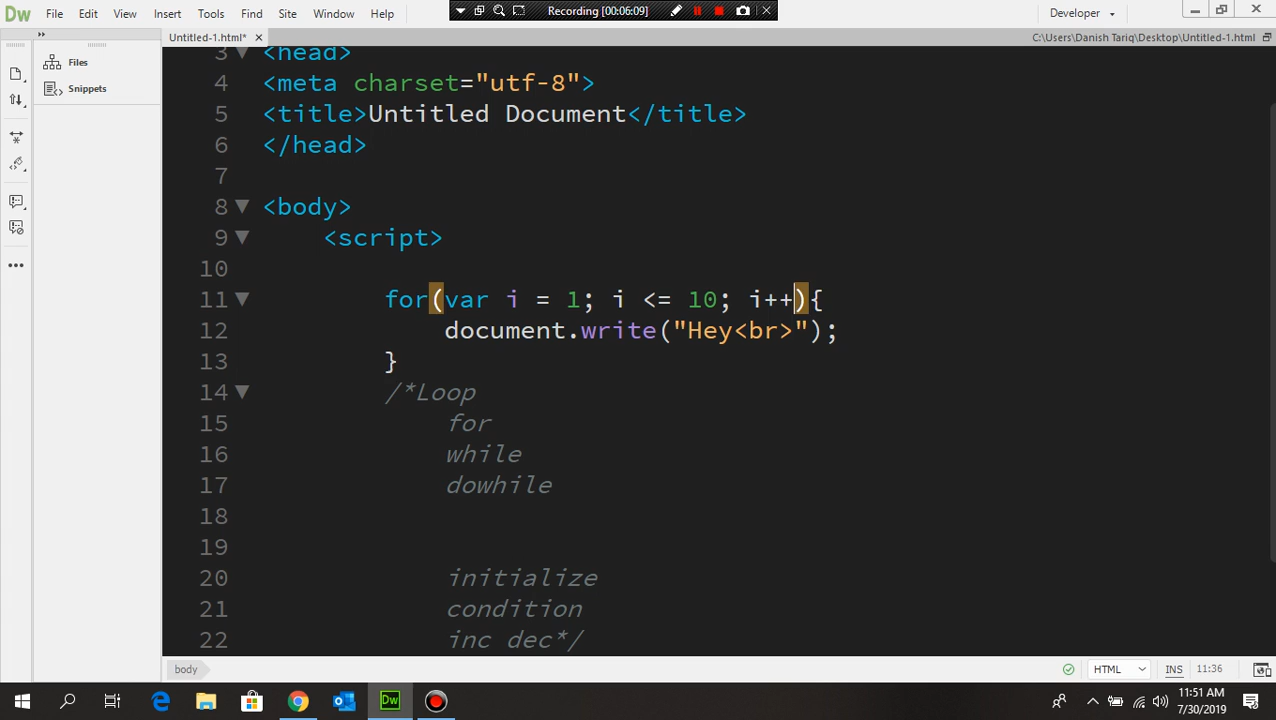 Dw File Edit View Insert Tools Find Site Window Help Recording [00:06:09] Developer
Untitled-1.html* C:\Users\Danish Tariq\Desktop\Untitled-1.html
Files
Snippets
3 <head>
4 <meta charset="utf-8">
5 <title>Untitled Document</title>
6 </head>
7
8 <body>
9 <script>
10
11 for(var i = 1; i <= 10; i++){
12 document.write("Hey<br>");
13 }
14 /*Loop
15 for
16 while
17 dowhile
18
19
20 initialize
21 condition
22 inc dec*/
body HTML INS 11:36
Dw
11:51 AM
7/30/2019